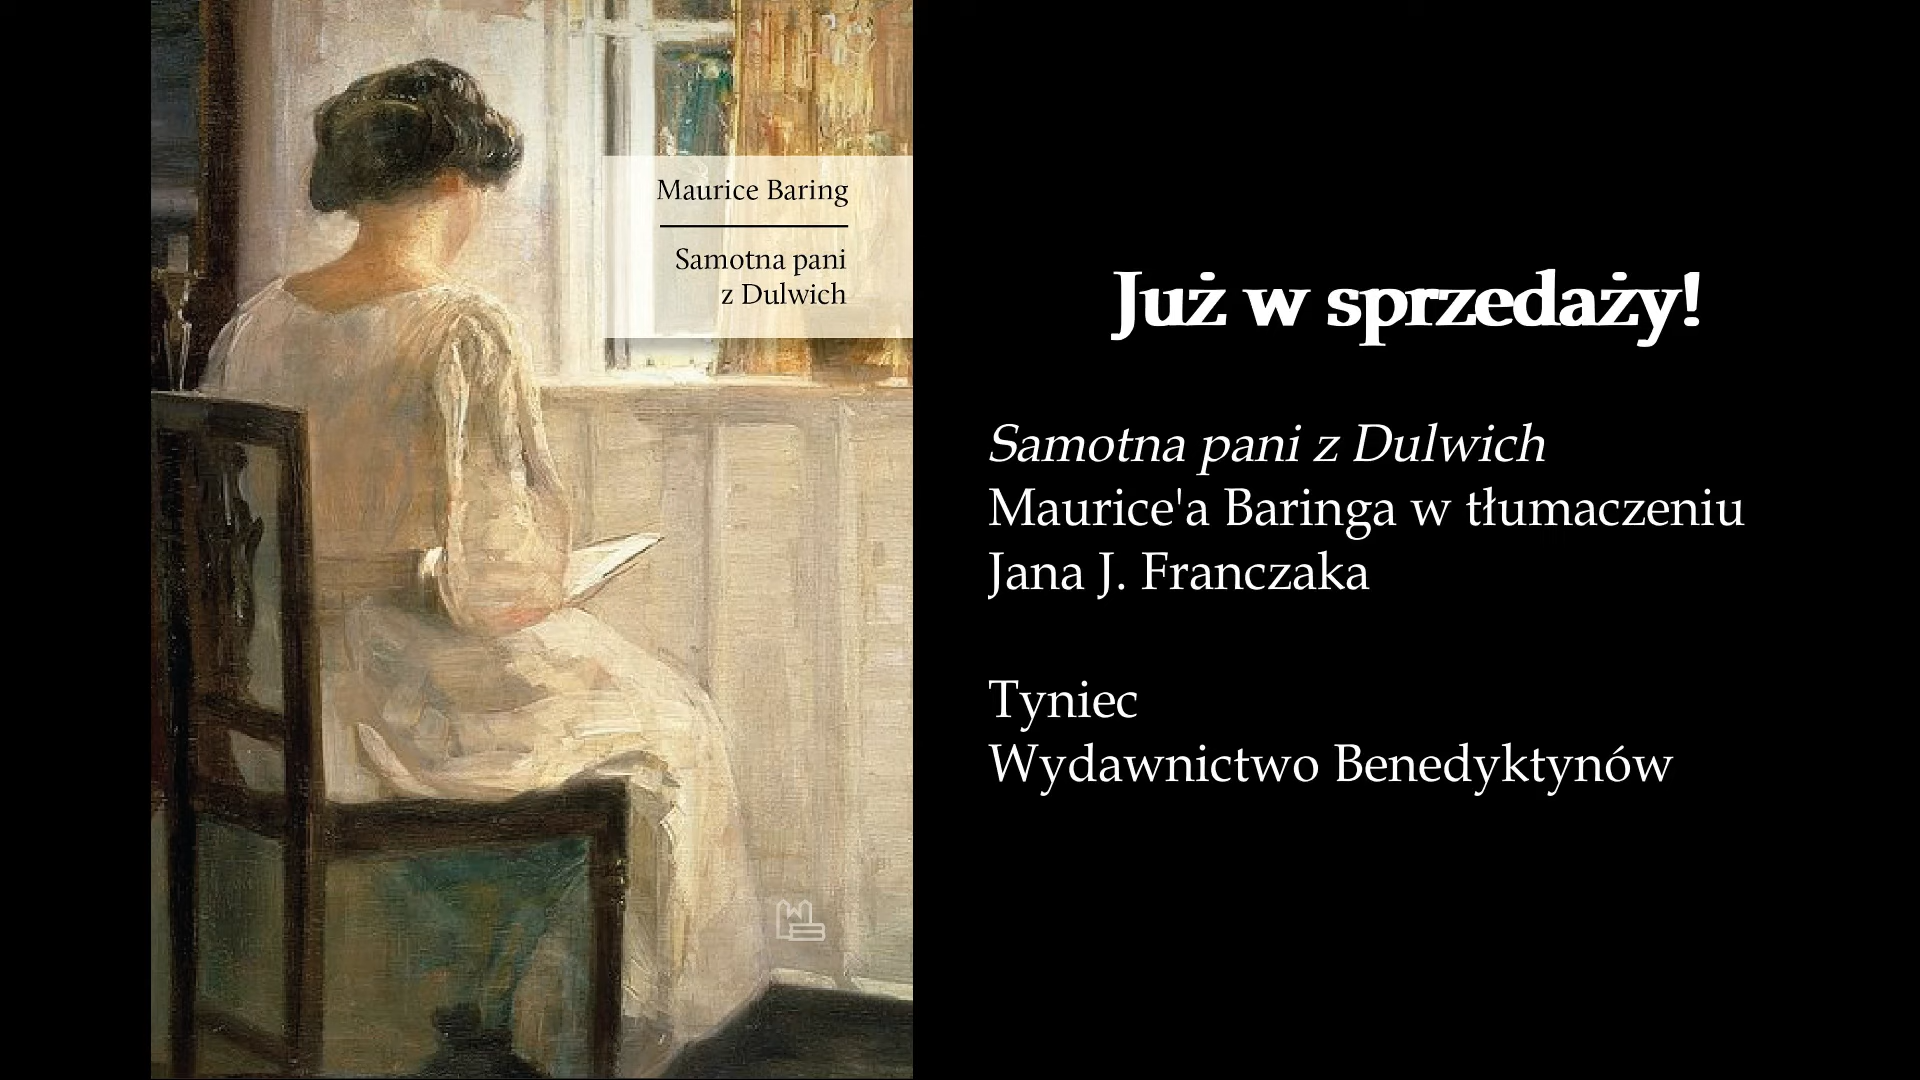 Maurice Baring
Samotna pani
z Dulwich
Już w sprzedaży!
Samotna pani z Dulwich
Maurice'a Baringa w tłumaczeniu
Jana J. Franczaka
Tyniec
Wydawnictwo Benedyktynów